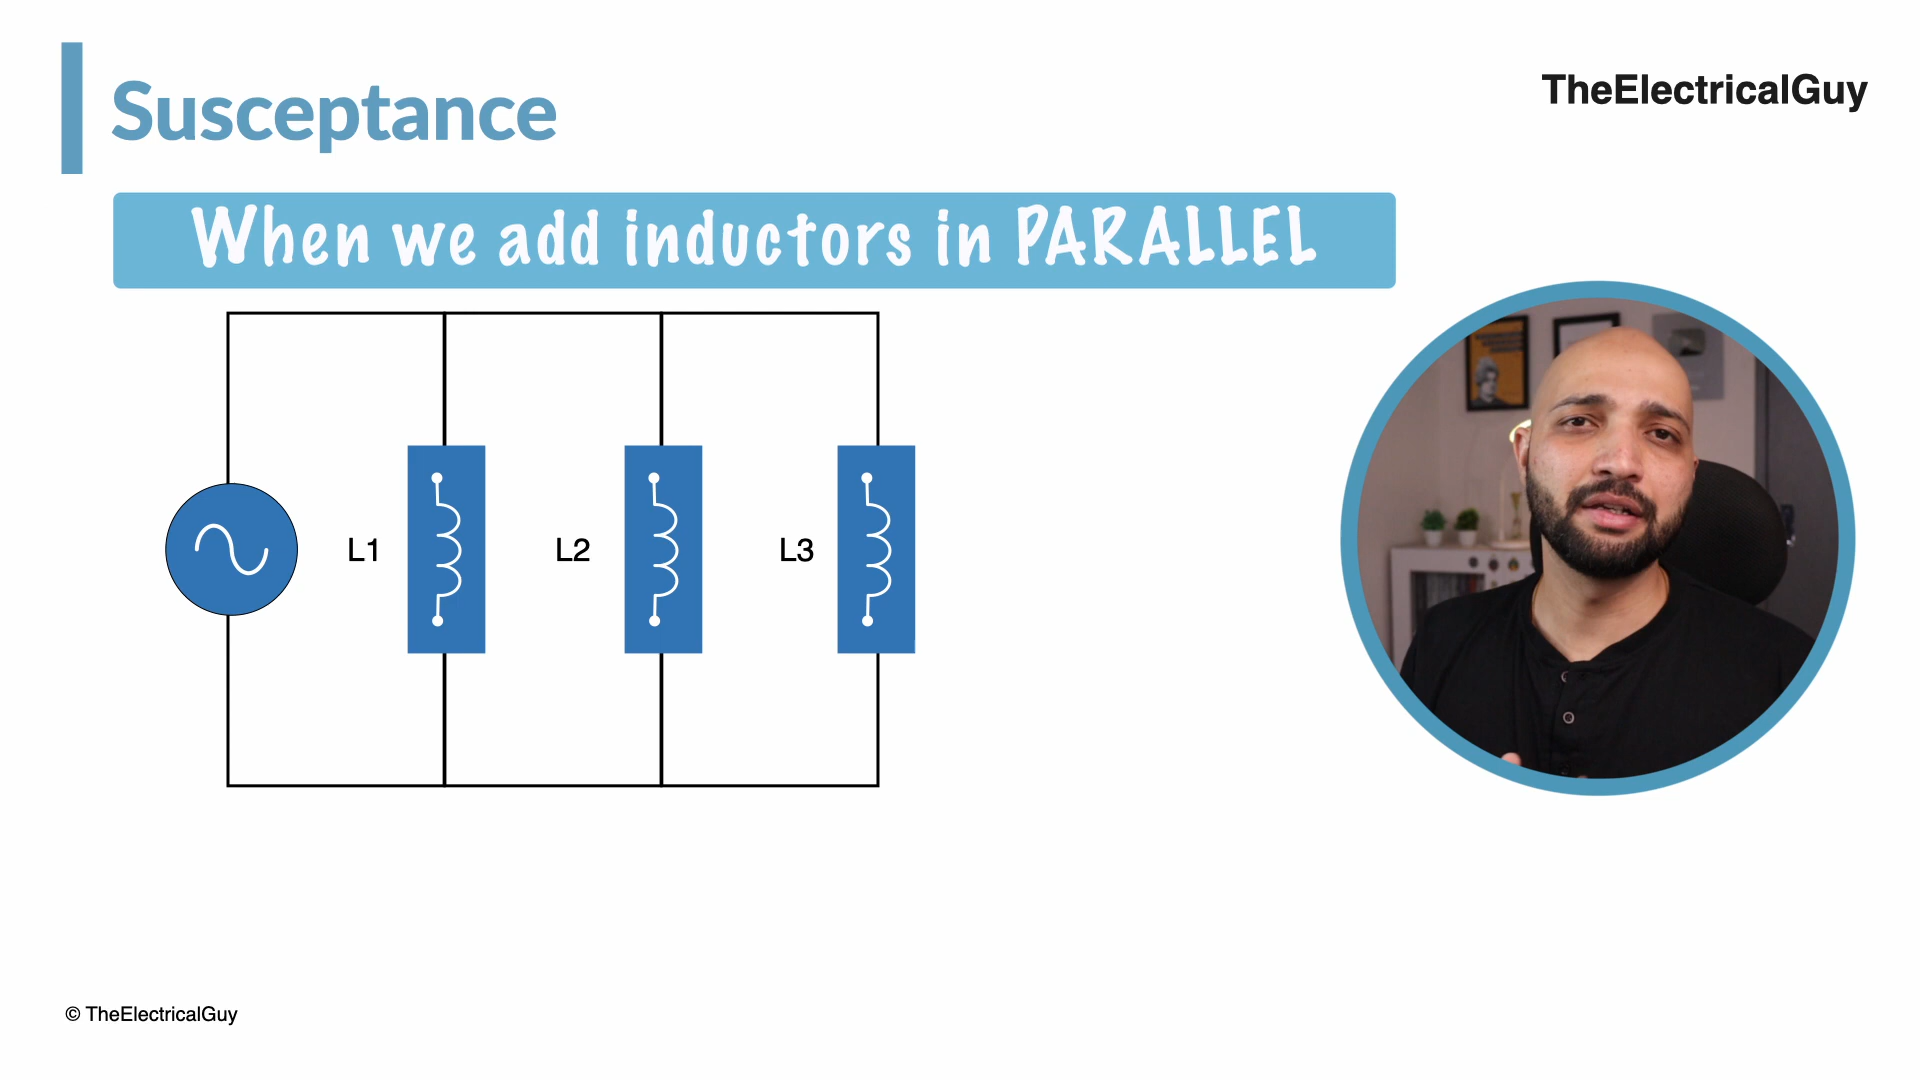 Susceptance
TheElectricalGuy
When we add inductors in PARALLEL
L1
L2
L3
© TheElectricalGuy